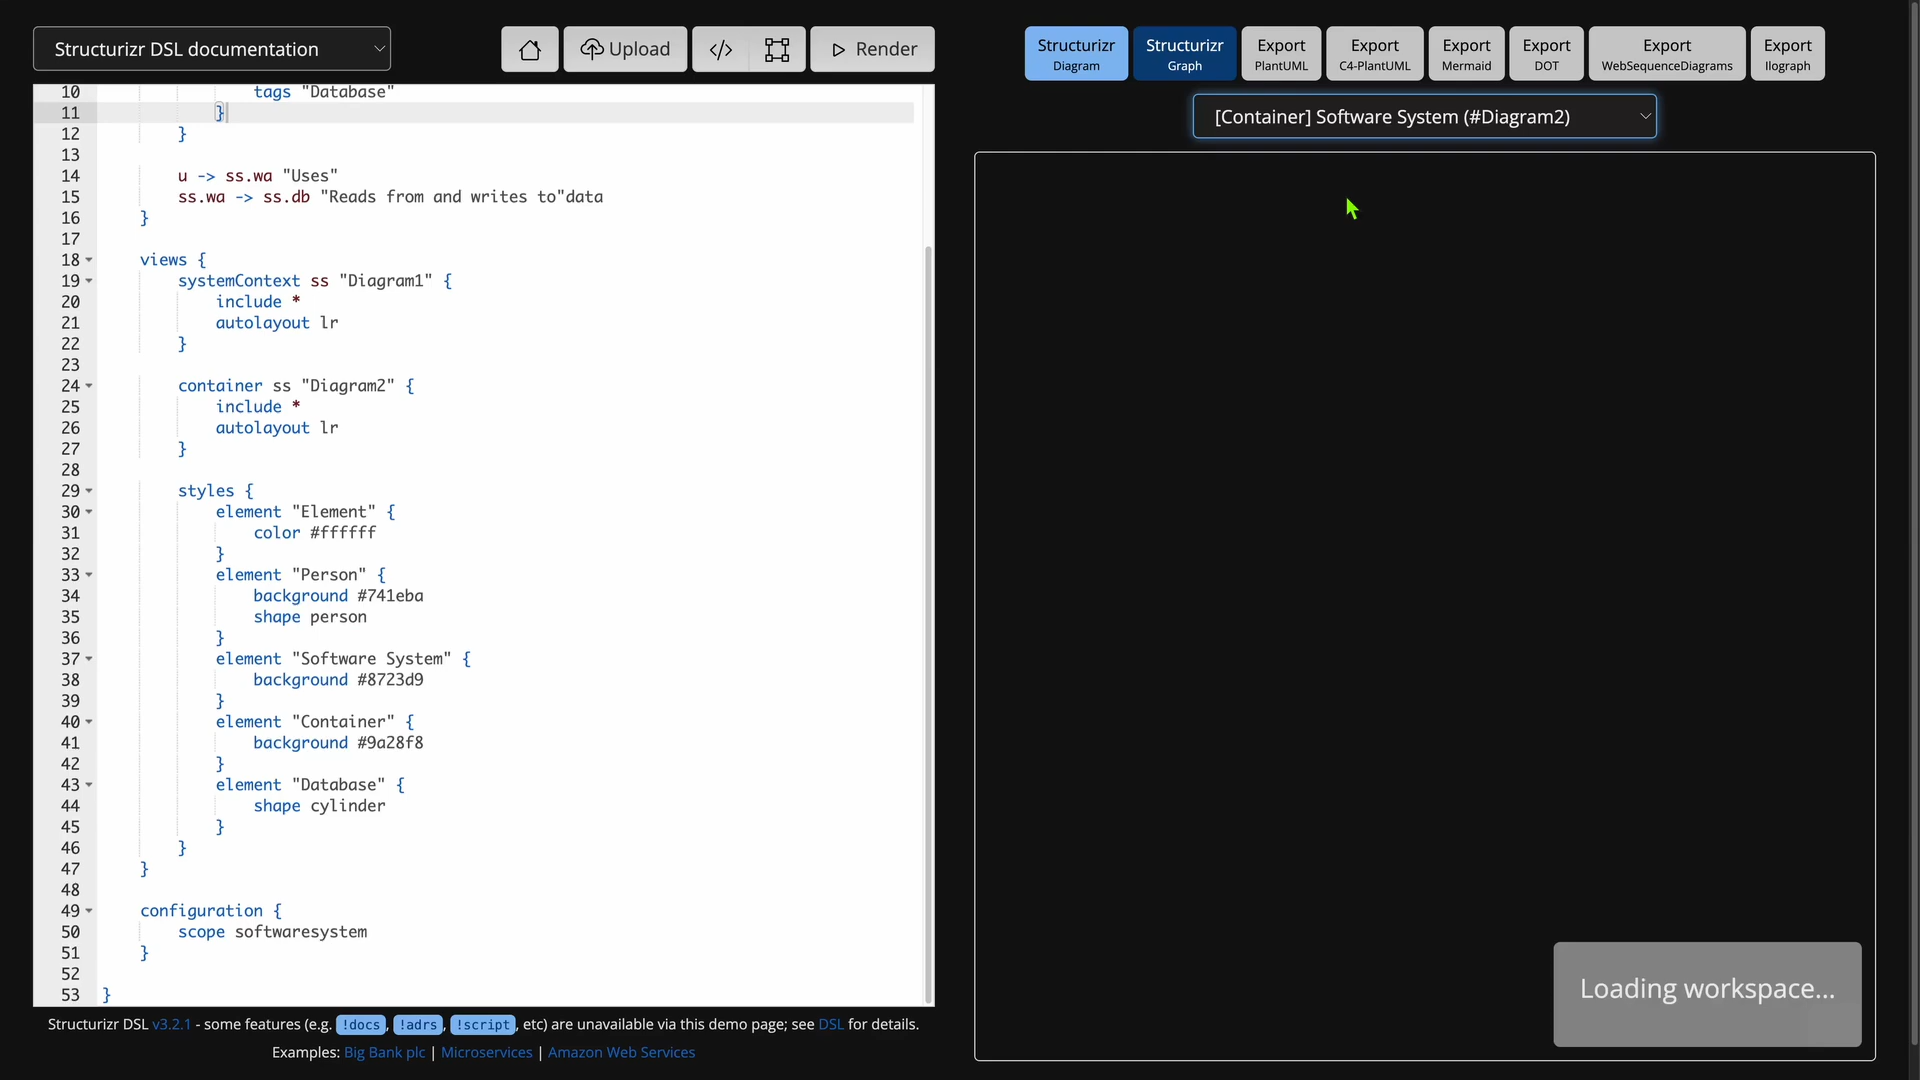 Structurizr DSL documentation
Upload
</>
Render
Structurizr
Diagram
Structurizr
Graph
Export
PlantUML
Export
C4-PlantUML
Export
Mermaid
Export
DOT
Export
WebSequenceDiagrams
Export
Ilograph
[Container] Software System (#Diagram2)
10 tags "Database"
11 }
12 }
13
14 u -> ss.wa "Uses"
15 ss.wa -> ss.db "Reads from and writes to"data
16 }
17
18 views {
19 systemContext ss "Diagram1" {
20 include *
21 autolayout lr
22 }
23
24 container ss "Diagram2" {
25 include *
26 autolayout lr
27 }
28
29 styles {
30 element "Element" {
31 color #ffffff
32 }
33 element "Person" {
34 background #741eba
35 shape person
36 }
37 element "Software System" {
38 background #8723d9
39 }
40 element "Container" {
41 background #9a28f8
42 }
43 element "Database" {
44 shape cylinder
45 }
46 }
47 }
48
49 configuration {
50 scope softwaresystem
51 }
52
53 }
Loading workspace...
Structurizr DSL v3.2.1 - some features (e.g. !docs, !adrs, !script, etc) are unavailable via this demo page; see DSL for details.
Examples: Big Bank plc | Microservices | Amazon Web Services